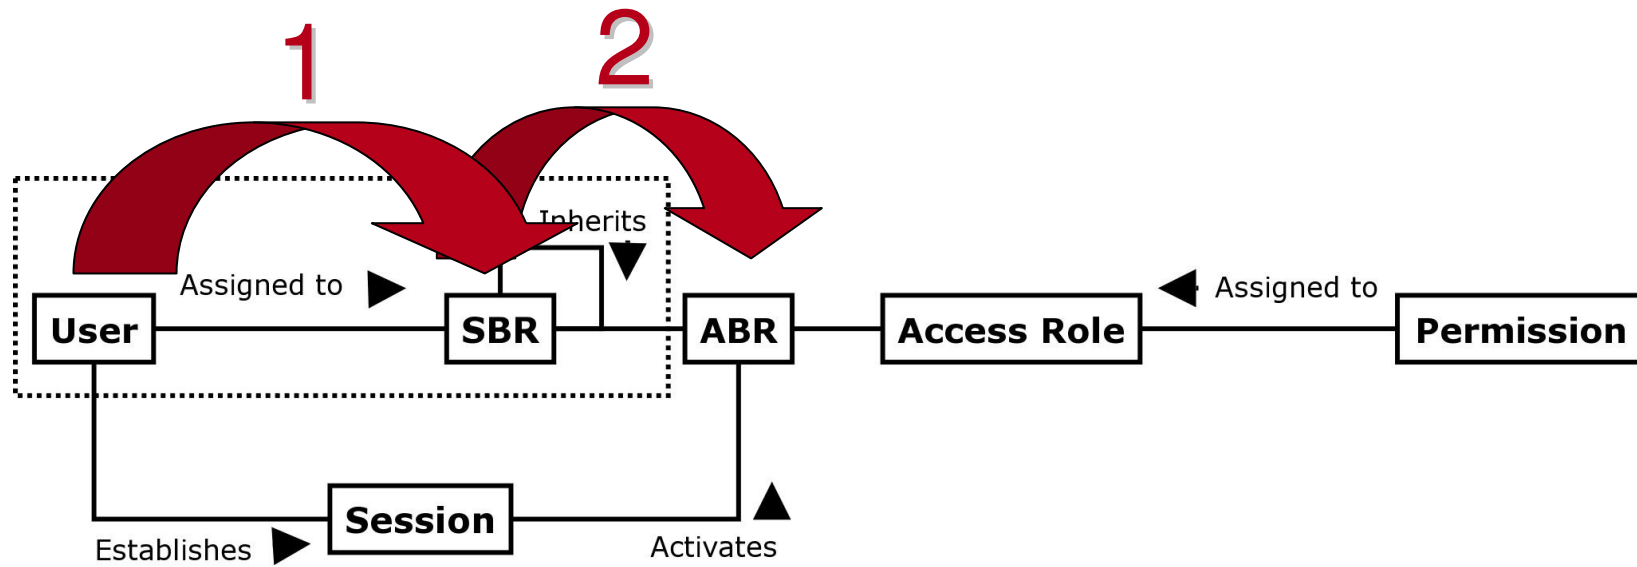 1
2
Inherits
Assigned to
Assigned to
User
SBR
ABR
Access Role
Permission
Session
Establishes
Activates